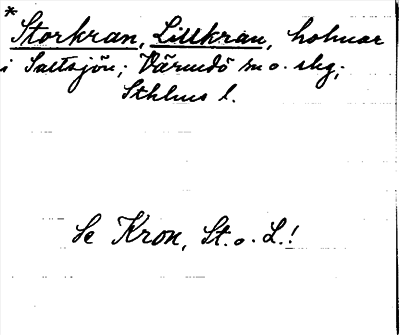 *
Storkran, Lillkran, holmar
i Saltsjön; Värmdö sn o. skg;
Sthlms l.
Se Kron, St. o. L.!